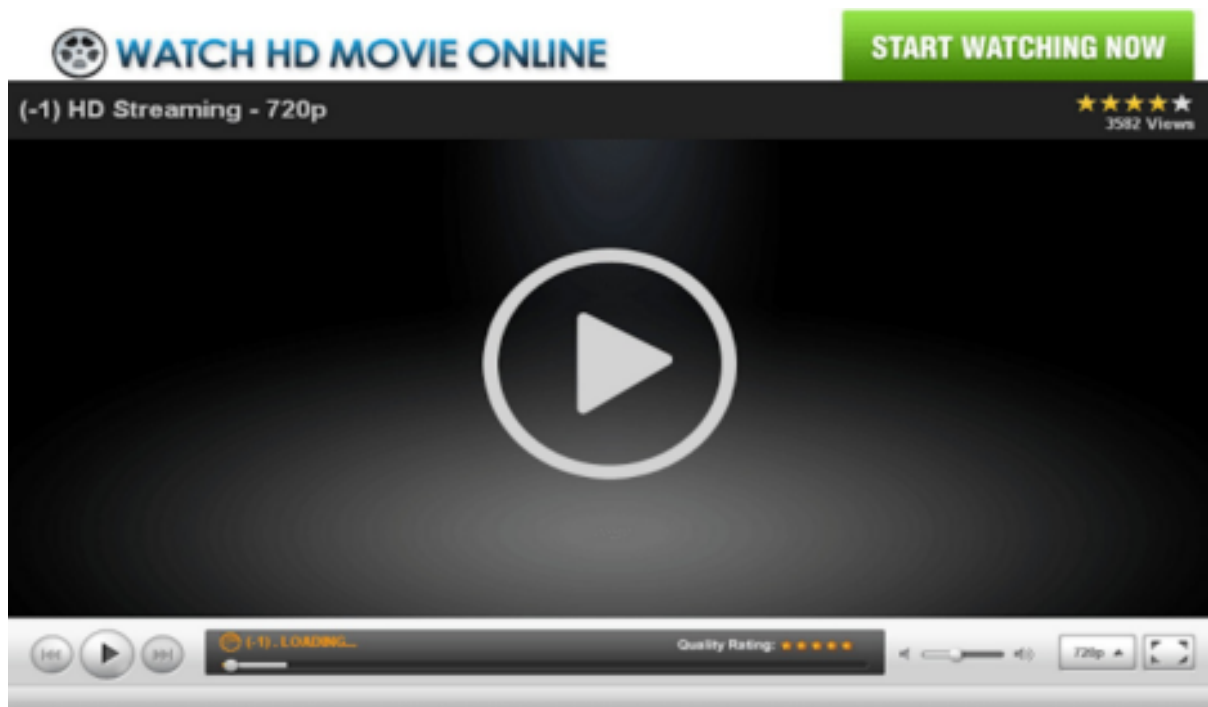 WATCH HD MOVIE ONLINE
START WATCHING NOW
(-1) HD Streaming - 720p
3582 Views
(-1) . LOADING...
Quality Rating:
720p